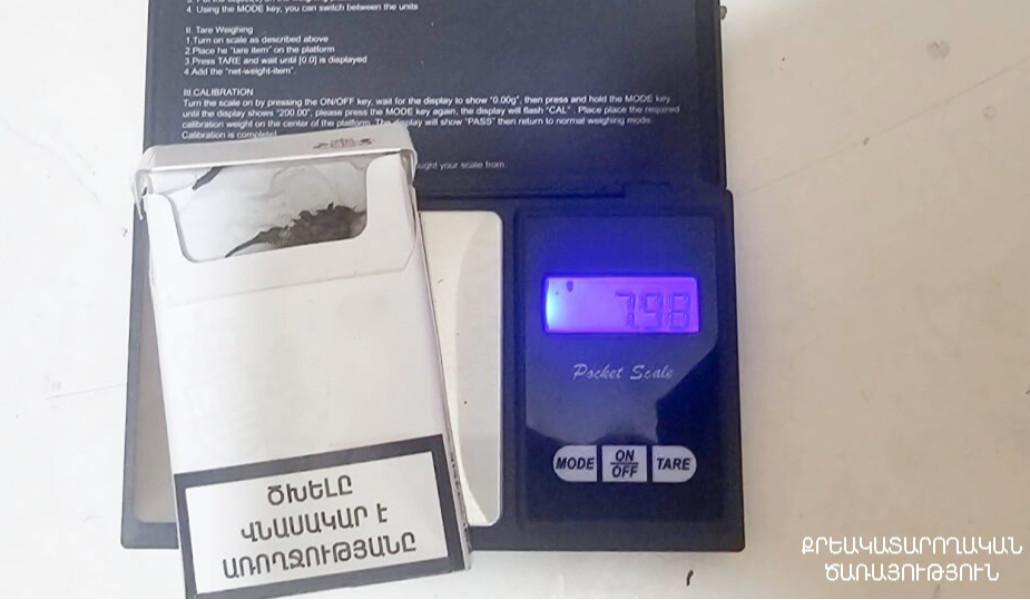 4. Using the MODE key, you can switch between the units
II. Tare Weighing
1.Turn on scale as described above
2.Place he "tare item" on the platform
3.Press TARE and wait until [0.0] is displayed
4.Add the "net-weight-item".
III.CALIBRATION
Turn the scale on by pressing the ON/OFF key, wait for the display to show "0.00g", then press and hold the MODE key
until the display shows "200.00", please press the MODE key again, the display will flash "CAL" . Place place the required
calibration weight on the center of the platform. The display will show "PASS" then return to normal weighing mode.
Calibration is complete!
ught your scale from.
7.98
Pocket Scale
MODE
ON
OFF
TARE
ԾԽԵԼԸ
ՎՆԱՍԱԿԱՐ Է
ԱՌՈՂՋՈՒԹՅԱՆԸ
ՔՐԵԱԿԱՏԱՐՈՂԱԿԱՆ
ԾԱՌԱՅՈՒԹՅՈՒՆ